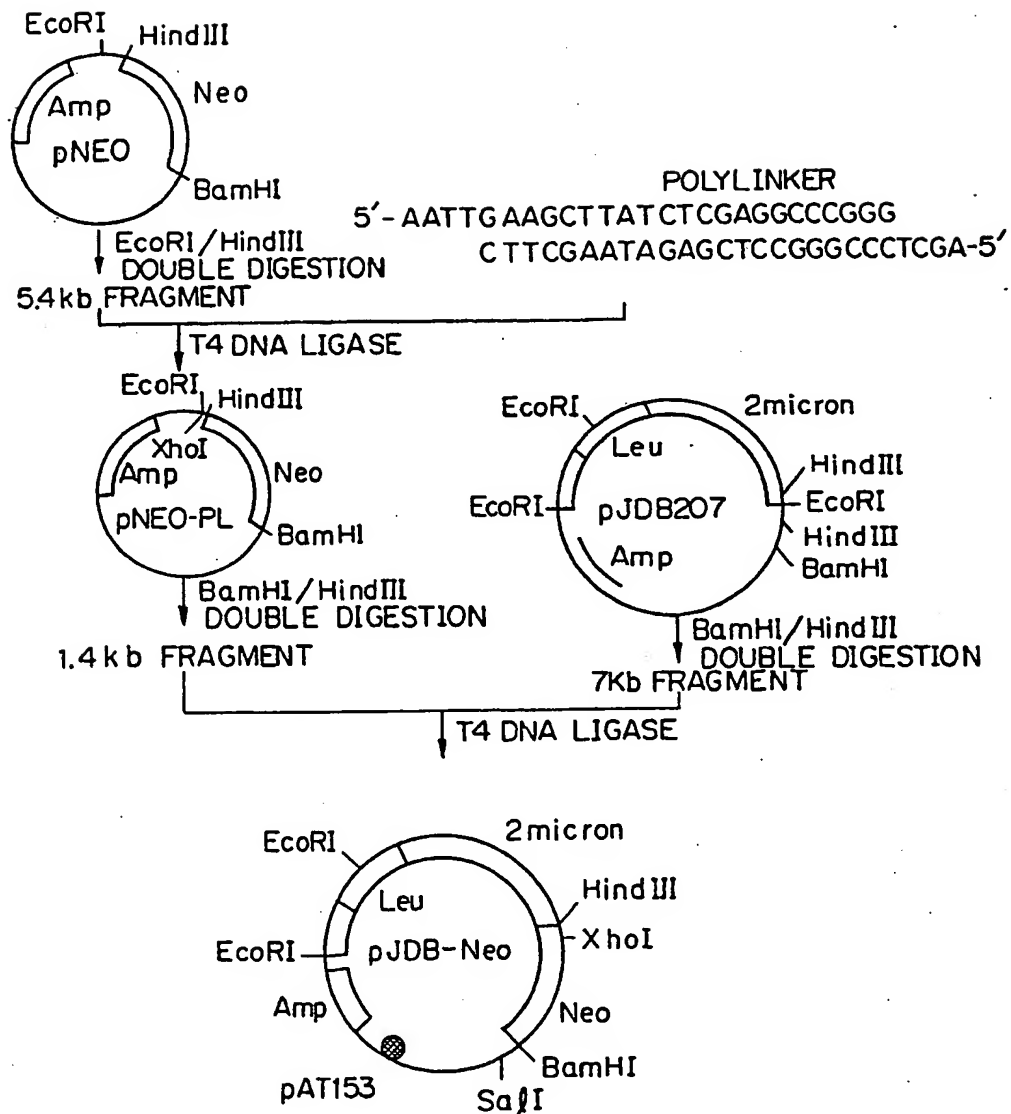 EcoRI
HindIII
Amp
Neo
pNEO
BamHI
POLYLINKER
5'-AATTGAAGCTTATCTCGAGGCCCGGG
CTTCGAATAGAGCTCCGGGCCCTCGA-5'
EcoRI/HindIII
DOUBLE DIGESTION
5.4kb FRAGMENT
T4 DNA LIGASE
EcoRI
HindIII
XhoI
Amp
Neo
pNEO-PL
BamHI
EcoRI
2micron
Leu
HindIII
EcoRI
pJDB207
EcoRI
HindIII
Amp
BamHI
BamHI/HindIII
DOUBLE DIGESTION
1.4kb FRAGMENT
BamHI/HindIII
DOUBLE DIGESTION
7Kb FRAGMENT
T4 DNA LIGASE
EcoRI
2micron
Leu
HindIII
XhoI
EcoRI
pJDB-Neo
Amp
Neo
BamHI
pAT153
SalI